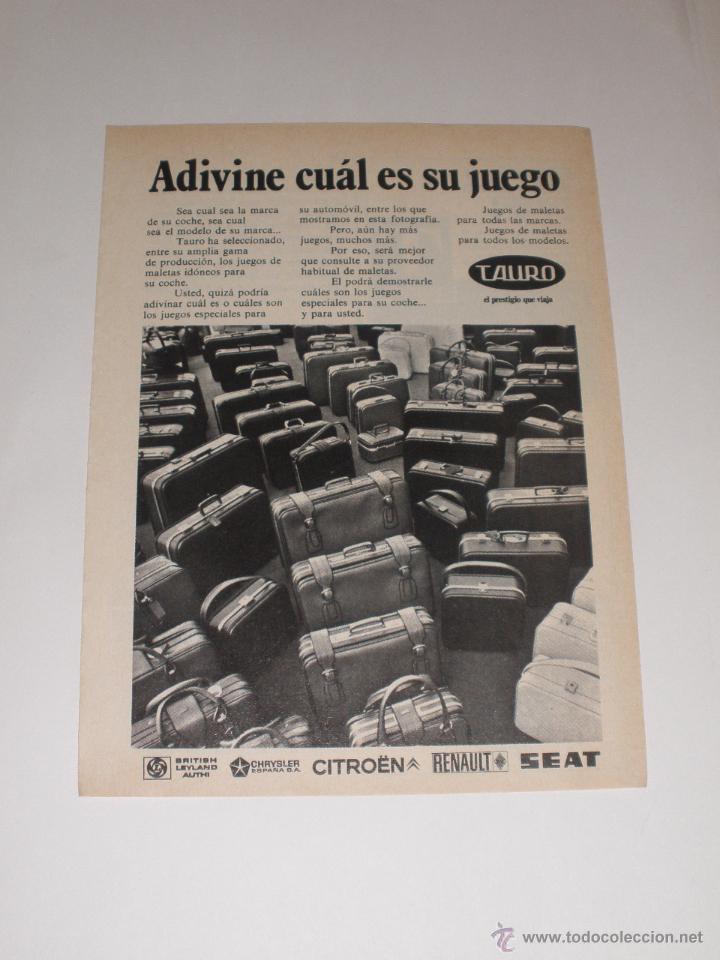 Adivine cuál es su juego
Sea cual sea la marca
de su coche, sea cual
sea el modelo de su marca...
Tauro ha seleccionado,
entre su amplia gama
de producción, los juegos de
maletas idóneos para
su coche.
Usted, quizá podría
adivinar cuál es o cuáles son
los juegos especiales para
su automóvil, entre los que
mostramos en esta fotografía.
Pero, aún hay más
juegos, muchos más.
Por eso, será mejor
que consulte a su proveedor
habitual de maletas.
El podrá demostrarle
cuáles son los juegos
especiales para su coche...
y para usted.
Juegos de maletas
para todas las marcas.
Juegos de maletas
para todos los modelos.
TAURO
el prestigio que viaja
BRITISH
LEYLAND
AUTHI
CHRYSLER
ESPAÑA S.A.
CITROËN
RENAULT
SEAT
www.todocoleccion.net